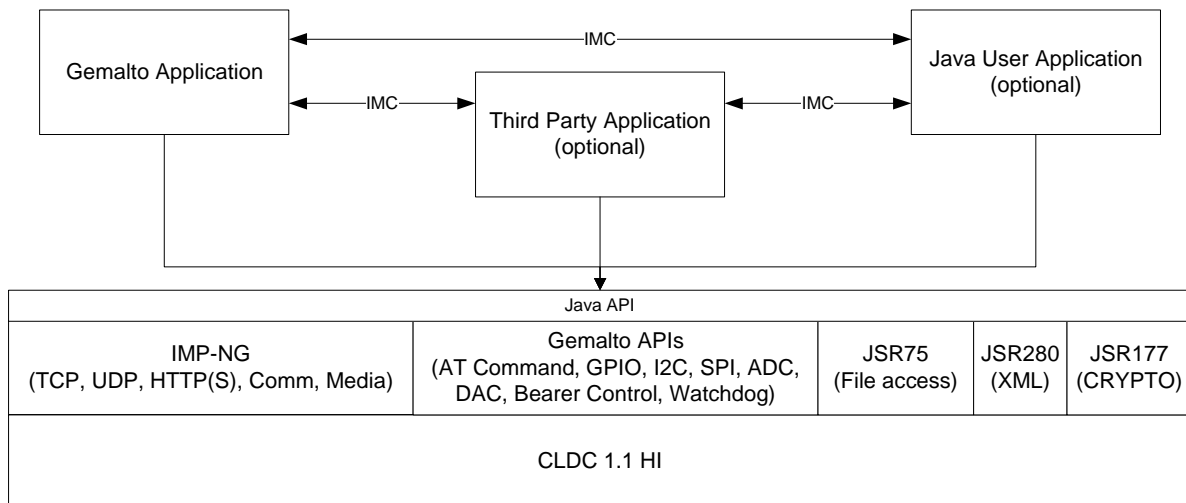 IMC
Gemalto Application
Java User Application
(optional)
IMC
IMC
Third Party Application
(optional)
Java API
IMP-NG
(TCP, UDP, HTTP(S), Comm, Media)
Gemalto APIs
(AT Command, GPIO, I2C, SPI, ADC,
DAC, Bearer Control, Watchdog)
JSR75
(File access)
JSR280
(XML)
JSR177
(CRYPTO)
CLDC 1.1 HI